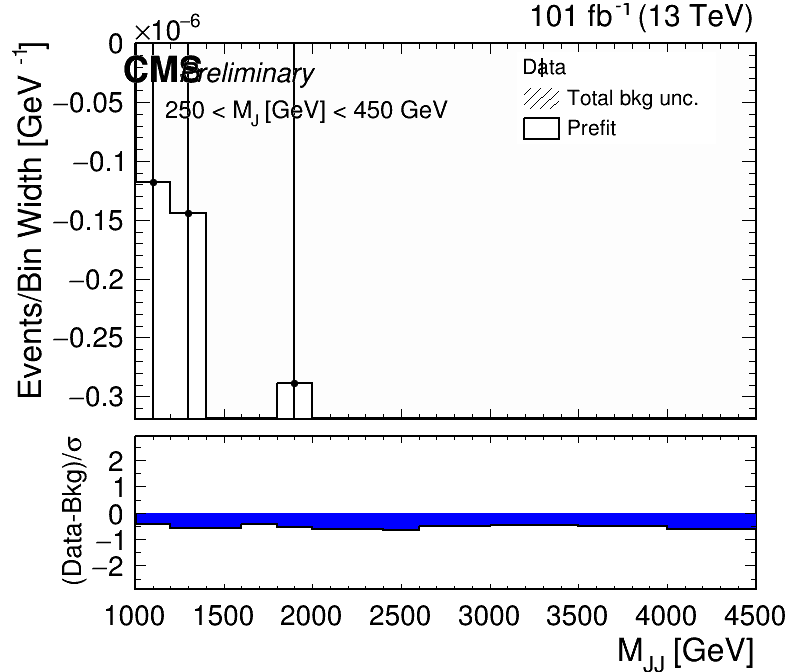 101 fb⁻¹ (13 TeV)
×10⁻⁶
CMS Preliminary
250 < M_J [GeV] < 450 GeV
Data
Total bkg unc.
Prefit
Events/Bin Width [GeV⁻¹]
0
−0.05
−0.1
−0.15
−0.2
−0.25
−0.3
(Data-Bkg)/σ
2
1
0
−1
−2
1000 1500 2000 2500 3000 3500 4000 4500
M_JJ [GeV]